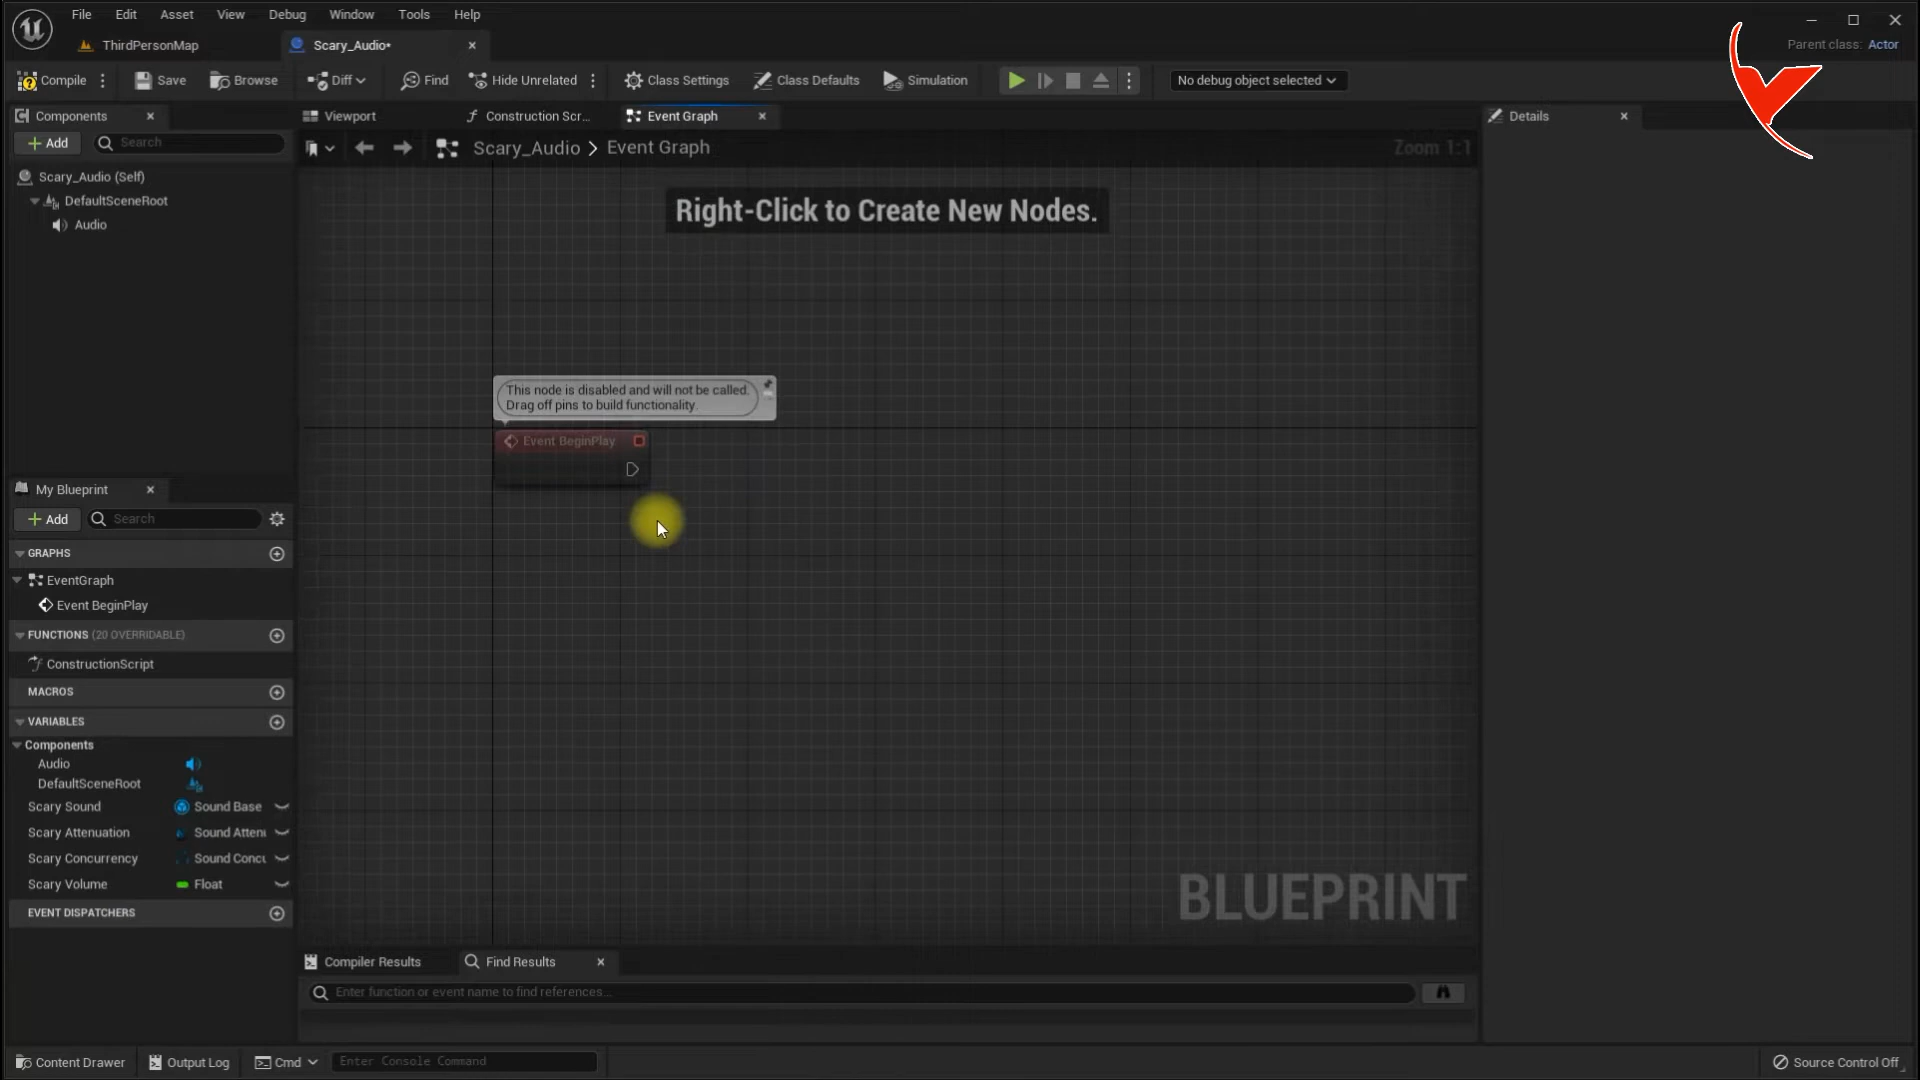 File Edit Asset View Debug Window Tools Help
ThirdPersonMap Scary_Audio•
Parent class: Actor
Compile Save Browse Diff Find Hide Unrelated Class Settings Class Defaults Simulation No debug object selected
Components Viewport Construction Scr... Event Graph Details
Add Search
Scary_Audio > Event Graph Zoom 1:1
Scary_Audio (Self)
DefaultSceneRoot
Audio
Right-Click to Create New Nodes.
This node is disabled and will not be called.
Drag off pins to build functionality.
Event BeginPlay
My Blueprint
Add Search
GRAPHS
EventGraph
Event BeginPlay
FUNCTIONS (20 OVERRIDABLE)
ConstructionScript
MACROS
VARIABLES
Components
Audio
DefaultSceneRoot
Scary Sound Sound Base
Scary Attenuation Sound Atten
Scary Concurrency Sound Concu
Scary Volume Float
EVENT DISPATCHERS
BLUEPRINT
Compiler Results Find Results
Enter function or event name to find references...
Content Drawer Output Log Cmd Enter Console Command Source Control Off